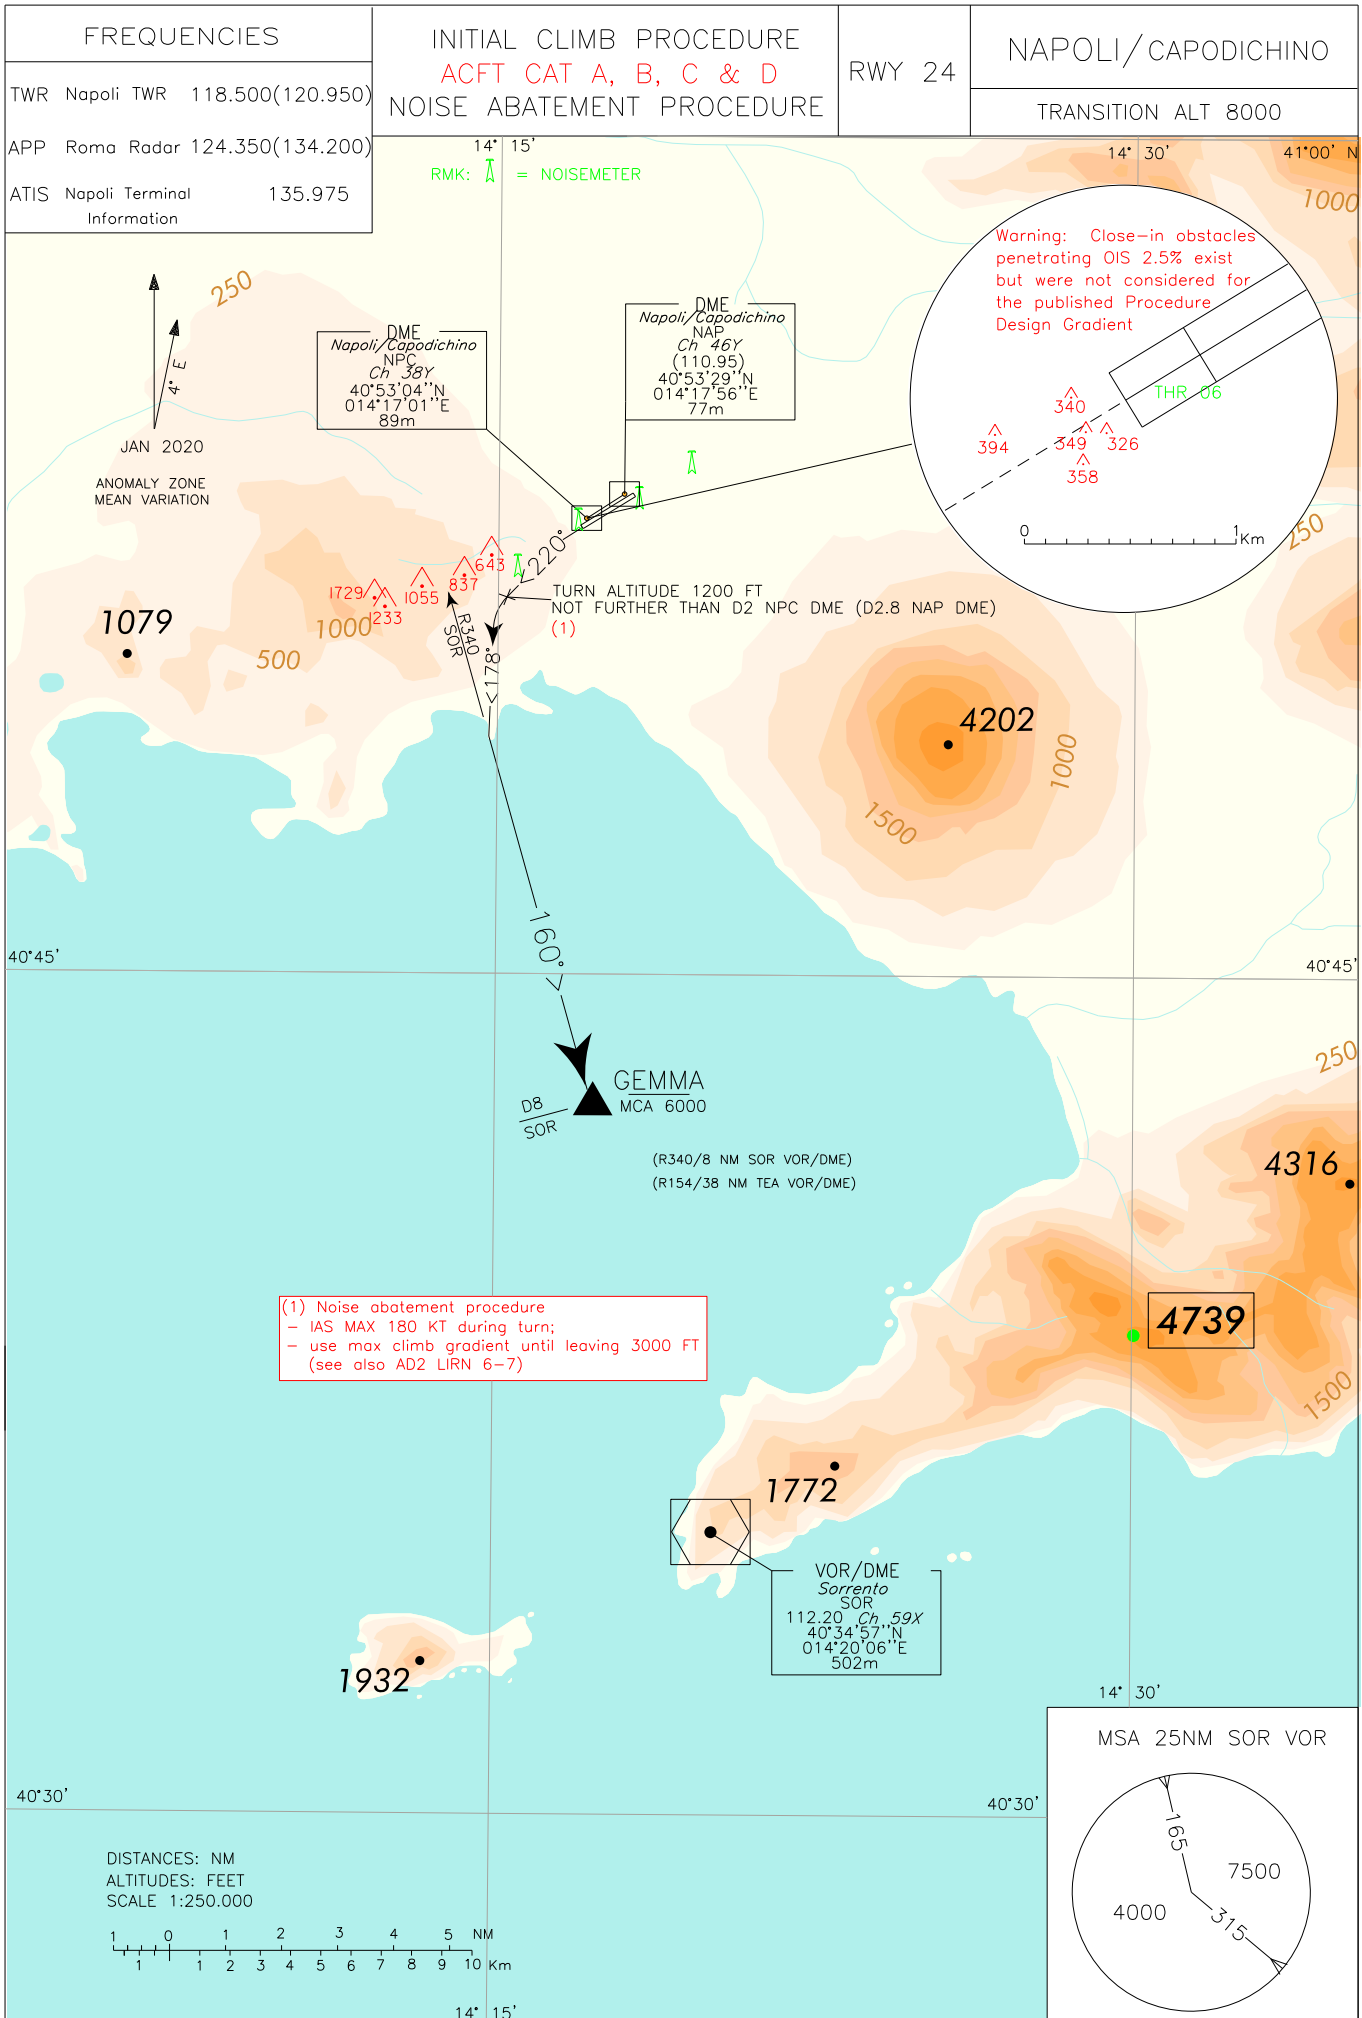 FREQUENCIES
TWR Napoli TWR 118.500(120.950)
APP Roma Radar 124.350(134.200)
ATIS Napoli Terminal 135.975
Information
INITIAL CLIMB PROCEDURE
ACFT CAT A, B, C & D
NOISE ABATEMENT PROCEDURE
RWY 24
NAPOLI/CAPODICHINO
TRANSITION ALT 8000
14° 15'
14° 30'
41°00' N
RMK: = NOISEMETER
1000
Warning: Close-in obstacles
penetrating OIS 2.5% exist
but were not considered for
the published Procedure
Design Gradient
THR 06
340
394
349
326
358
0 1Km
250
250
4° E
JAN 2020
ANOMALY ZONE
MEAN VARIATION
DME
Napoli/Capodichino
NPC
Ch 38Y
40°53'04''N
014°17'01''E
89m
DME
Napoli/Capodichino
NAP
Ch 46Y
(110.95)
40°53'29''N
014°17'56''E
77m
<220°
643
837
1055
1729
1233
1079
1000
500
R340
SOR
<178°
TURN ALTITUDE 1200 FT
NOT FURTHER THAN D2 NPC DME (D2.8 NAP DME)
(1)
4202
1000
1500
40°45'
40°45'
160°>
250
GEMMA
MCA 6000
D8
SOR
(R340/8 NM SOR VOR/DME)
(R154/38 NM TEA VOR/DME)
4316
4739
1500
(1) Noise abatement procedure
- IAS MAX 180 KT during turn;
- use max climb gradient until leaving 3000 FT
(see also AD2 LIRN 6-7)
1772
VOR/DME
Sorrento
SOR
112.20 Ch 59X
40°34'57''N
014°20'06''E
502m
1932
14° 30'
40°30'
40°30'
MSA 25NM SOR VOR
165
7500
4000
315
DISTANCES: NM
ALTITUDES: FEET
SCALE 1:250.000
1 0 1 2 3 4 5 NM
1 1 2 3 4 5 6 7 8 9 10 Km
14° 15'